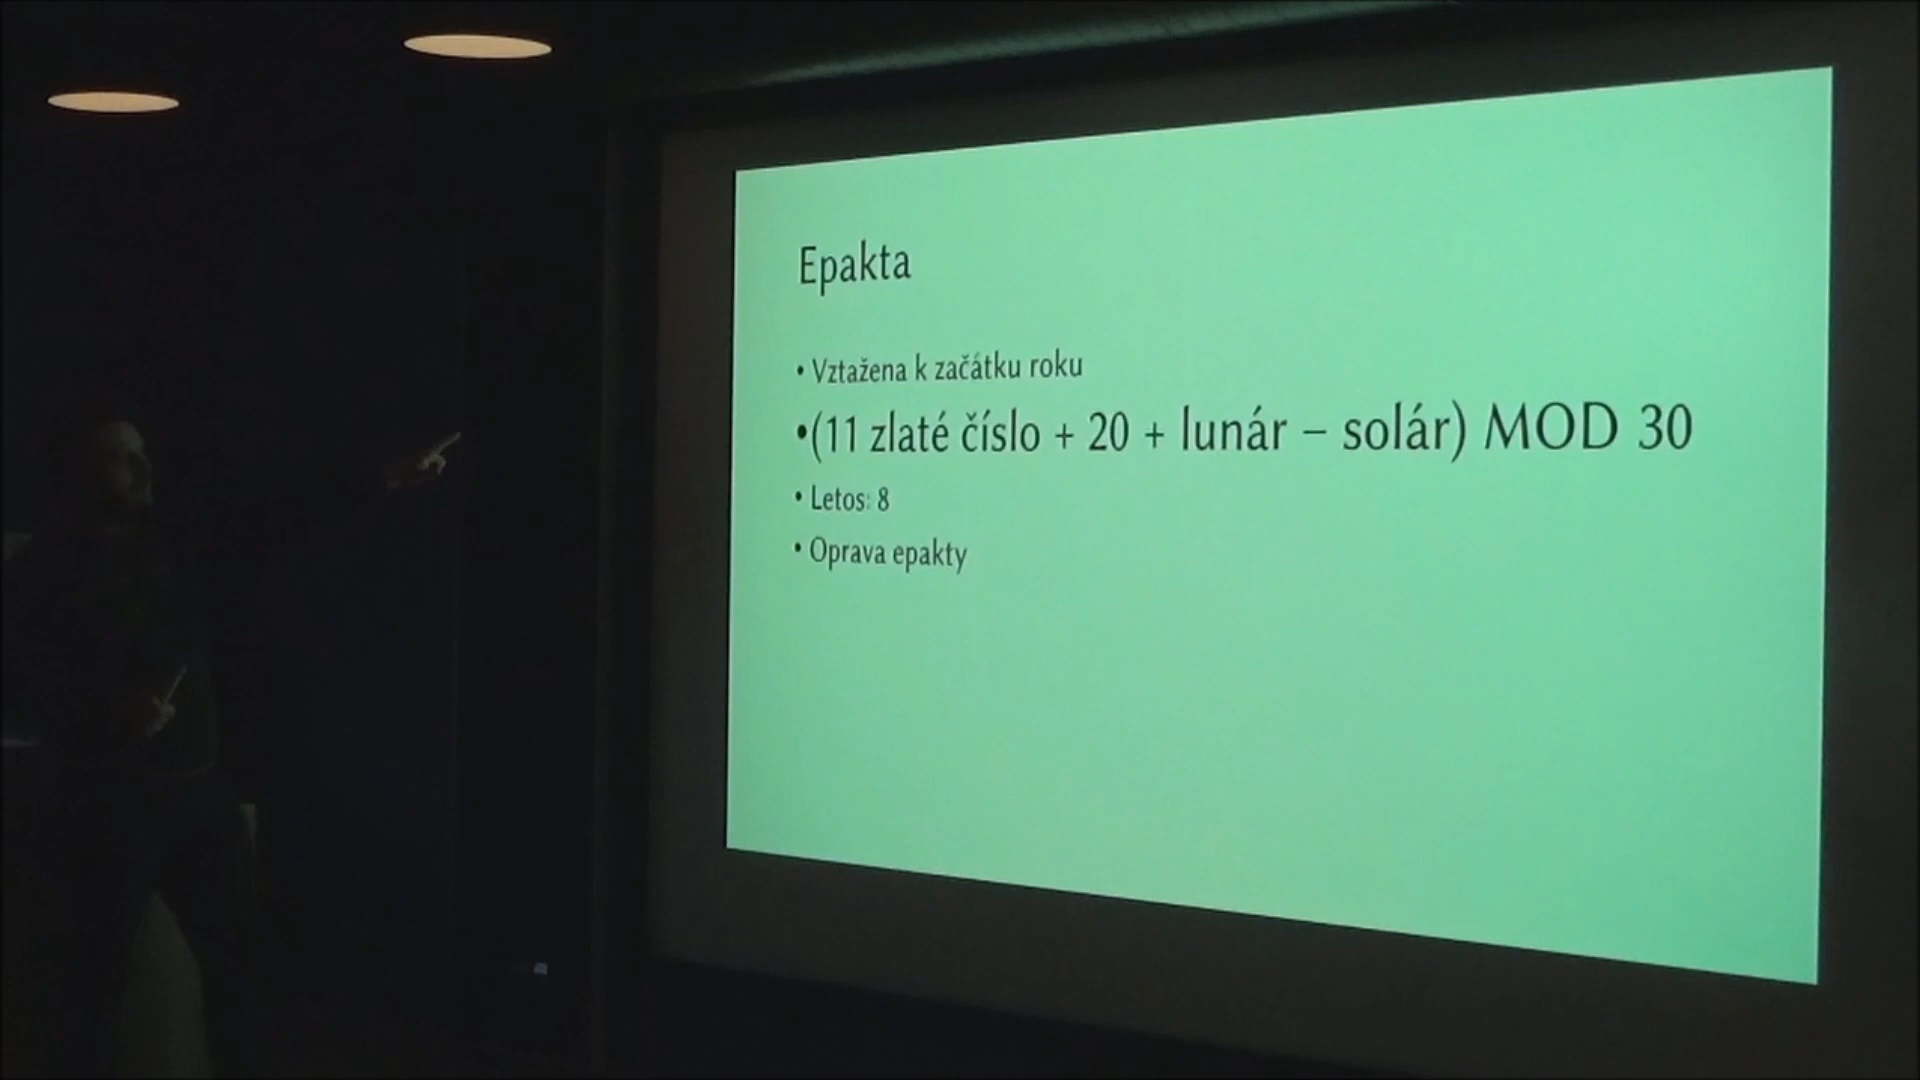 Epakta
• Vztažena k začátku roku
•(11 zlaté číslo + 20 + lunár – solár) MOD 30
• Letos: 8
• Oprava epakty